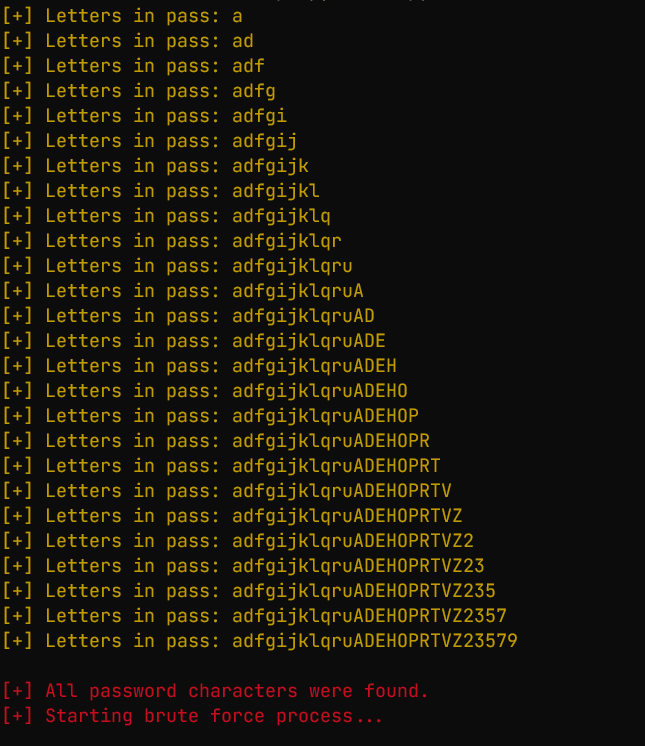 [+] Letters in pass: a
[+] Letters in pass: ad
[+] Letters in pass: adf
[+] Letters in pass: adfg
[+] Letters in pass: adfgi
[+] Letters in pass: adfgij
[+] Letters in pass: adfgijk
[+] Letters in pass: adfgijkl
[+] Letters in pass: adfgijklq
[+] Letters in pass: adfgijklqr
[+] Letters in pass: adfgijklqru
[+] Letters in pass: adfgijklqruA
[+] Letters in pass: adfgijklqruAD
[+] Letters in pass: adfgijklqruADE
[+] Letters in pass: adfgijklqruADEH
[+] Letters in pass: adfgijklqruADEHO
[+] Letters in pass: adfgijklqruADEHOP
[+] Letters in pass: adfgijklqruADEHOPR
[+] Letters in pass: adfgijklqruADEHOPRT
[+] Letters in pass: adfgijklqruADEHOPRTV
[+] Letters in pass: adfgijklqruADEHOPRTVZ
[+] Letters in pass: adfgijklqruADEHOPRTVZ2
[+] Letters in pass: adfgijklqruADEHOPRTVZ23
[+] Letters in pass: adfgijklqruADEHOPRTVZ235
[+] Letters in pass: adfgijklqruADEHOPRTVZ2357
[+] Letters in pass: adfgijklqruADEHOPRTVZ23579
[+] All password characters were found.
[+] Starting brute force process...